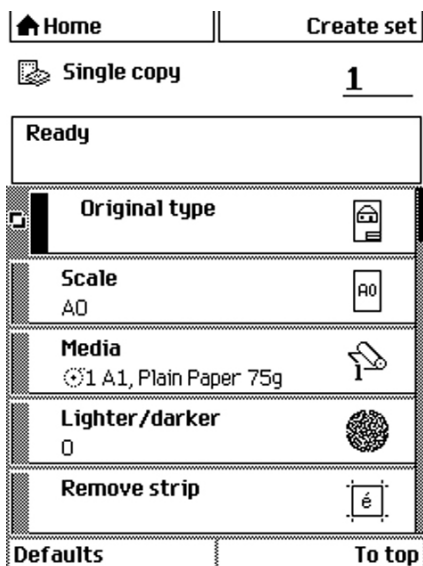 Home
Create set
Single copy
1
Ready
Original type
Scale
A0
A0
Media
1 A1, Plain Paper 75g
1
Lighter/darker
0
Remove strip
é
Defaults
To top